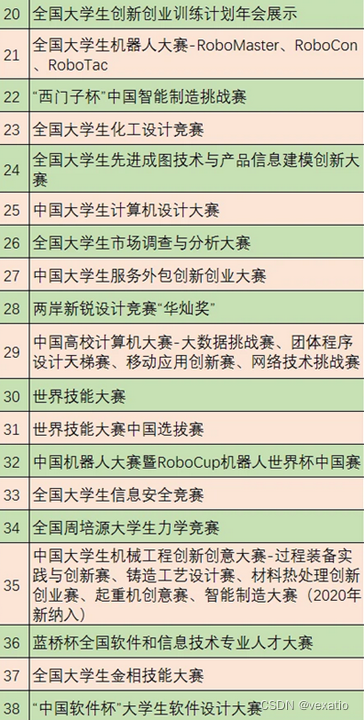 20 全国大学生创新创业训练计划年会展示
21 全国大学生机器人大赛-RoboMaster、RoboCon
、RoboTac
22 “西门子杯”中国智能制造挑战赛
23 全国大学生化工设计竞赛
24 全国大学生先进成图技术与产品信息建模创新大
赛
25 中国大学生计算机设计大赛
26 全国大学生市场调查与分析大赛
27 中国大学生服务外包创新创业大赛
28 两岸新锐设计竞赛“华灿奖”
29 中国高校计算机大赛-大数据挑战赛、团体程序
设计天梯赛、移动应用创新赛、网络技术挑战赛
30 世界技能大赛
31 世界技能大赛中国选拔赛
32 中国机器人大赛暨RoboCup机器人世界杯中国赛
33 全国大学生信息安全竞赛
34 全国周培源大学生力学竞赛
35 中国大学生机械工程创新创意大赛-过程装备实
践与创新赛、铸造工艺设计赛、材料热处理创新
创业赛、起重机创意赛、智能制造大赛（2020年
新纳入）
36 蓝桥杯全国软件和信息技术专业人才大赛
37 全国大学生金相技能大赛
38 “中国软件杯”大学生软件设计大赛
CSDN @vexatio